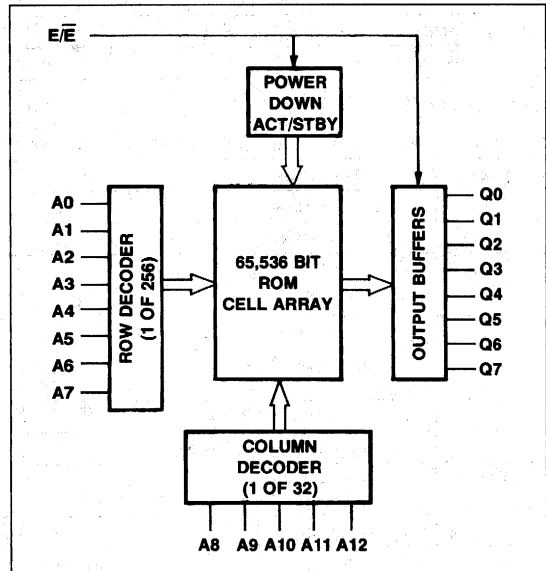 E/E̅
POWER
DOWN
ACT/STBY
A0
A1
A2
A3
A4
A5
A6
A7
ROW DECODER
(1 OF 256)
65,536 BIT
ROM
CELL ARRAY
OUTPUT BUFFERS
Q0
Q1
Q2
Q3
Q4
Q5
Q6
Q7
COLUMN
DECODER
(1 OF 32)
A8 A9 A10 A11 A12